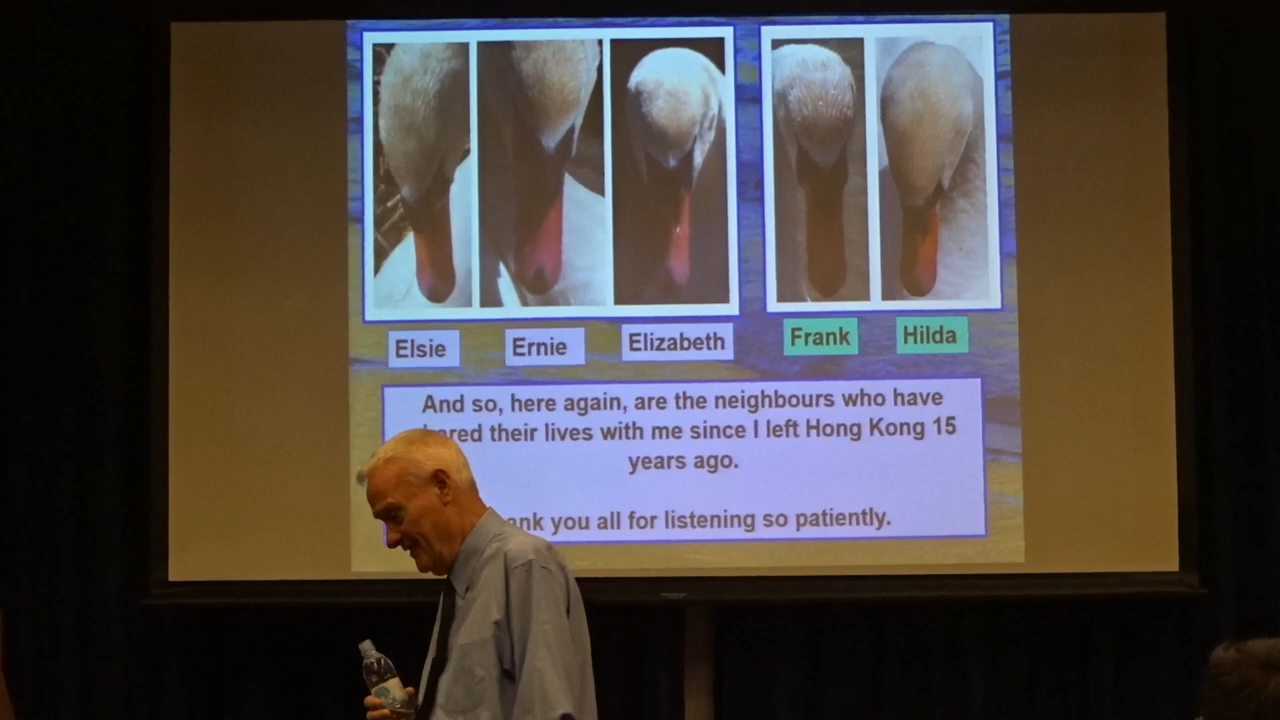 Elsie Ernie Elizabeth Frank Hilda
And so, here again, are the neighbours who have
their lives with me since I left Hong Kong 15
years ago.
you all for listening so patiently.